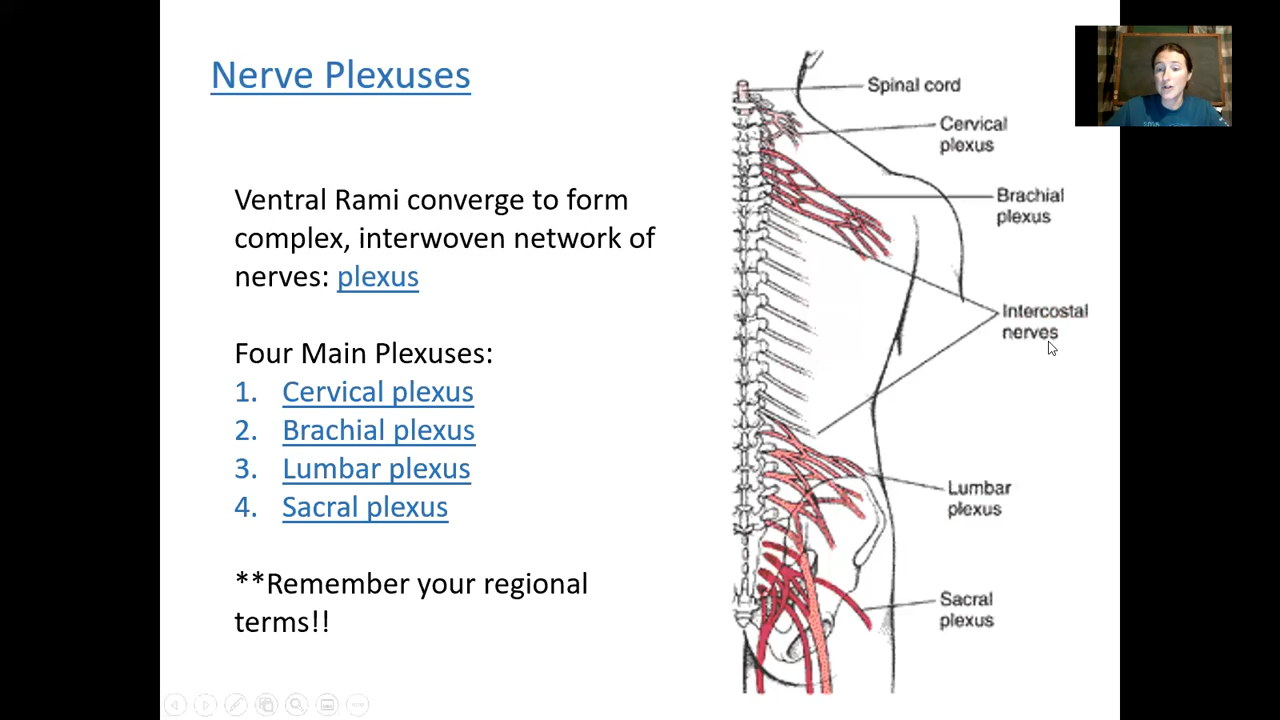 Nerve Plexuses
Ventral Rami converge to form
complex, interwoven network of
nerves: plexus
Four Main Plexuses:
1. Cervical plexus
2. Brachial plexus
3. Lumbar plexus
4. Sacral plexus
**Remember your regional
terms!!
Spinal cord
Cervical
plexus
Brachial
plexus
Intercostal
nerves
Lumbar
plexus
Sacral
plexus